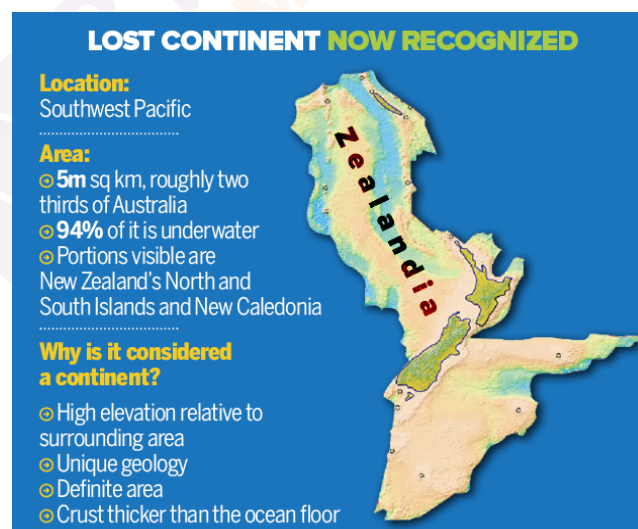 LOST CONTINENT NOW RECOGNIZED
Location:
Southwest Pacific
Area:
5m sq km, roughly two
thirds of Australia
94% of it is underwater
Portions visible are
New Zealand's North and
South Islands and New Caledonia
Why is it considered
a continent?
High elevation relative to
surrounding area
Unique geology
Definite area
Crust thicker than the ocean floor
Zealandia